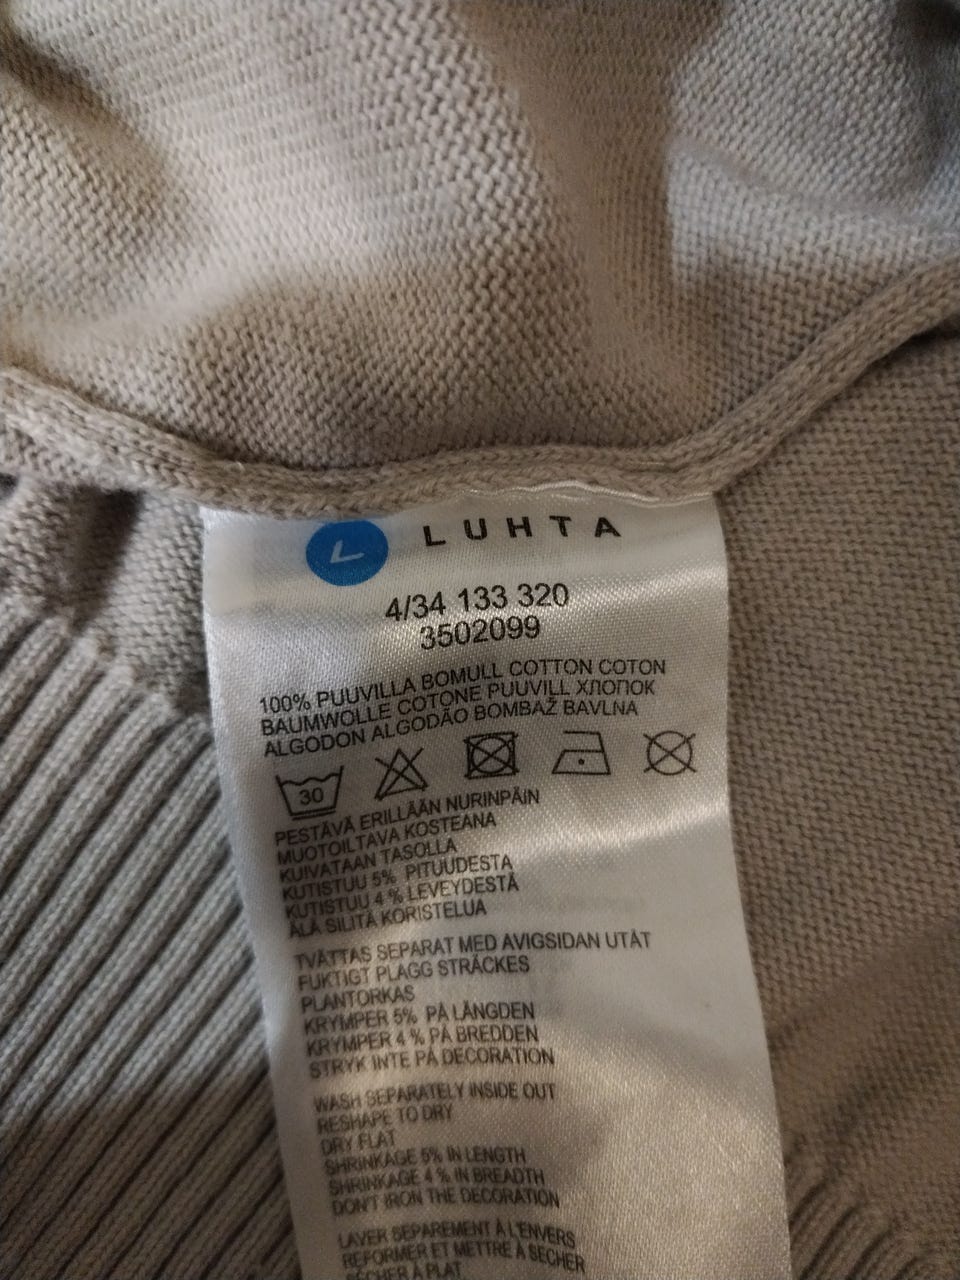 L LUHTA
4/34 133 320
3502099
100% PUUVILLA BOMULL COTTON COTON
BAUMWOLLE COTONE PUUVILL ХЛОПОК
ALGODON ALGODÃO BOMBAŽ BAVLNA
30
PESTÄVÄ ERILLÄÄN NURINPÄIN
MUOTOILTAVA KOSTEANA
KUIVATAAN TASOLLA
KUTISTUU 5% PITUUDESTA
KUTISTUU 4 % LEVEYDESTÄ
ÄLÄ SILITÄ KORISTELUA
TVÄTTAS SEPARAT MED AVIGSIDAN UTÅT
FUKTIGT PLAGG STRÄCKES
PLANTORKAS
KRYMPER 5% PÅ LÄNGDEN
KRYMPER 4 % PÅ BREDDEN
STRYK INTE PÅ DECORATION
WASH SEPARATELY INSIDE OUT
RESHAPE TO DRY
DRY FLAT
SHRINKAGE 5% IN LENGTH
SHRINKAGE 4 % IN BREADTH
DON'T IRON THE DECORATION
LAVER SEPAREMENT À L'ENVERS
REFORMER ET METTRE À SECHER
SÉCHER À PLAT